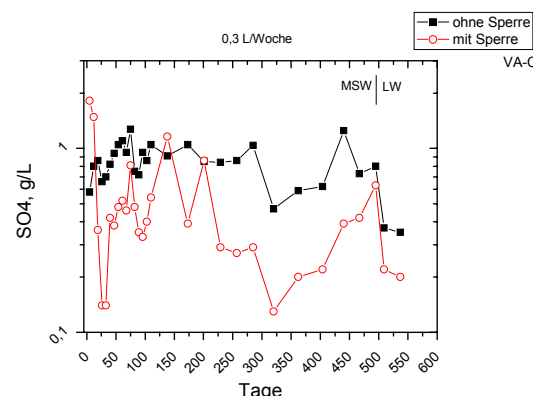 ohne Sperre
mit Sperre
0,3 L/Woche
VA-C
MSW | LW
SO4, g/L
1
0,1
0 50 100 150 200 250 300 350 400 450 500 550 600
Tage